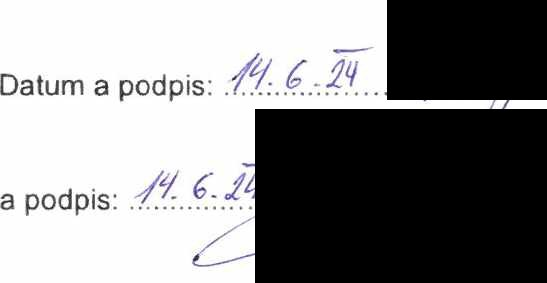 Datum a podpis: 14. 6. 24
a podpis: 14. 6. 24